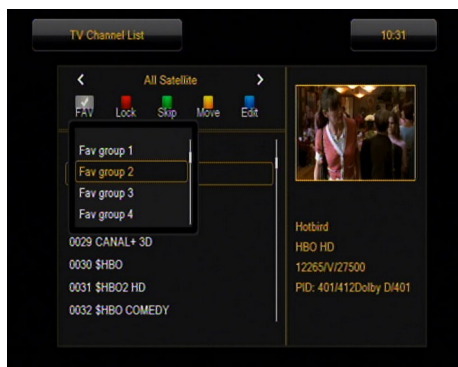 TV Channel List
10:31
All Satellite
FAV Lock Skip Move Edit
Fav group 1
Fav group 2
Fav group 3
Fav group 4
0029 CANAL+ 3D
0030 $HBO
0031 $HBO2 HD
0032 $HBO COMEDY
Hotbird
HBO HD
12265/V/27500
PID: 401/412Dolby D/401